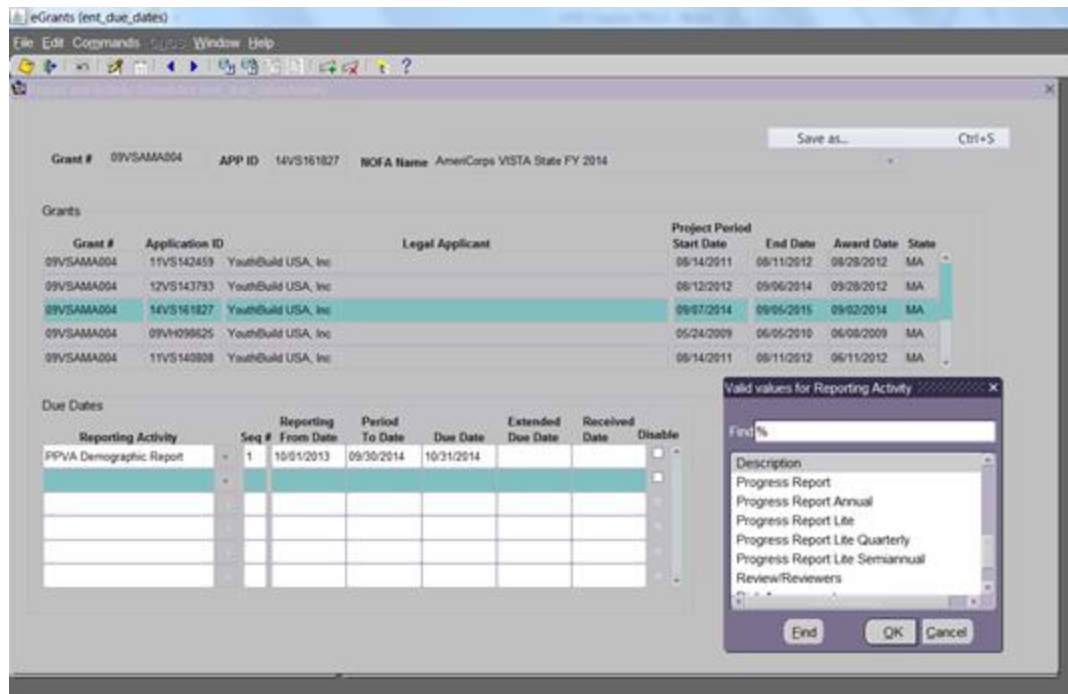 eGrants (ent_due_dates)
File Edit Commands Window Help
Save as... Ctrl+S
Grant # 09VSAMA004 APP ID 14VS161827 NOFA Name AmeriCorps VISTA State FY 2014
Grants
Project Period
Grant # Application ID Legal Applicant Start Date End Date Award Date State
09VSAMA004 11VS142459 YouthBuild USA, Inc 08/14/2011 08/11/2012 08/28/2012 MA
09VSAMA004 12VS143793 YouthBuild USA, Inc 08/12/2012 09/06/2014 09/28/2012 MA
09VSAMA004 14VS161827 YouthBuild USA, Inc 09/07/2014 09/05/2015 09/02/2014 MA
09VSAMA004 09VH098625 YouthBuild USA, Inc 05/24/2009 06/05/2010 06/08/2009 MA
09VSAMA004 11VS140808 YouthBuild USA, Inc 08/14/2011 08/11/2012 06/11/2012 MA
Due Dates
Reporting Period Extended Received
Reporting Activity Seq # From Date To Date Due Date Due Date Date Disable
PPVA Demographic Report 1 10/01/2013 09/30/2014 10/31/2014
Valid values for Reporting Activity
Find %
Description
Progress Report
Progress Report Annual
Progress Report Lite
Progress Report Lite Quarterly
Progress Report Lite Semiannual
Review/Reviewers
Find OK Cancel